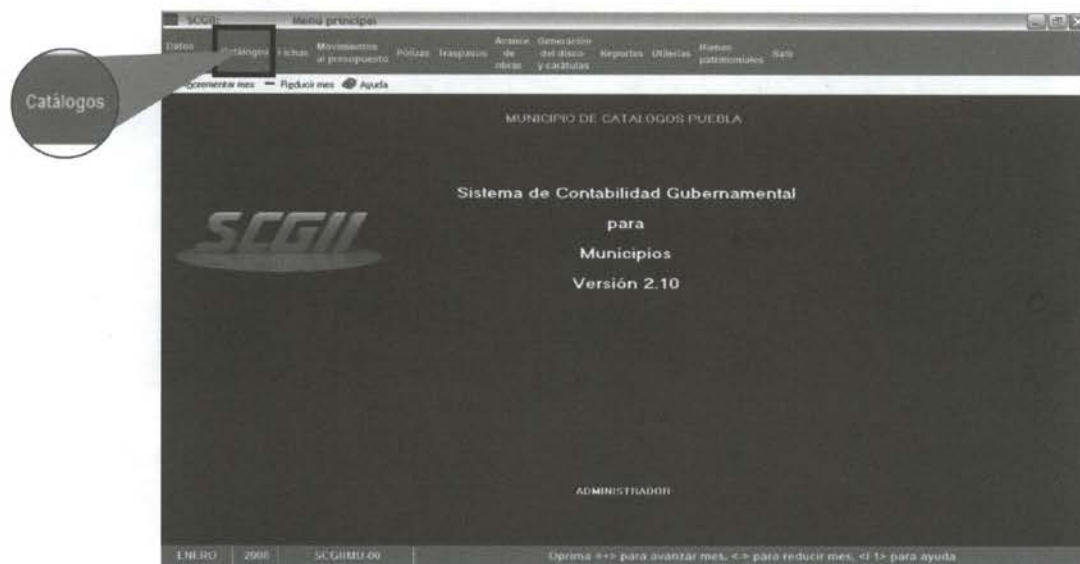 SCGII: Menú principal
Datos
Catálogos
Fichas
Movimientos
al presupuesto
Pólizas
Traspasos
Avance
de
obras
Generación
del disco
y carátulas
Reportes
Utilerías
Bienes
patrimoniales
Salir
Incrementar mes — Reducir mes Ayuda
Catálogos
MUNICIPIO DE CATALOGOS PUEBLA
Sistema de Contabilidad Gubernamental
para
Municipios
Versión 2.10
SCGII
ADMINISTRADOR
ENERO 2008 SCGIIMU-00 Oprima <+> para avanzar mes, <-> para reducir mes, <F1> para ayuda